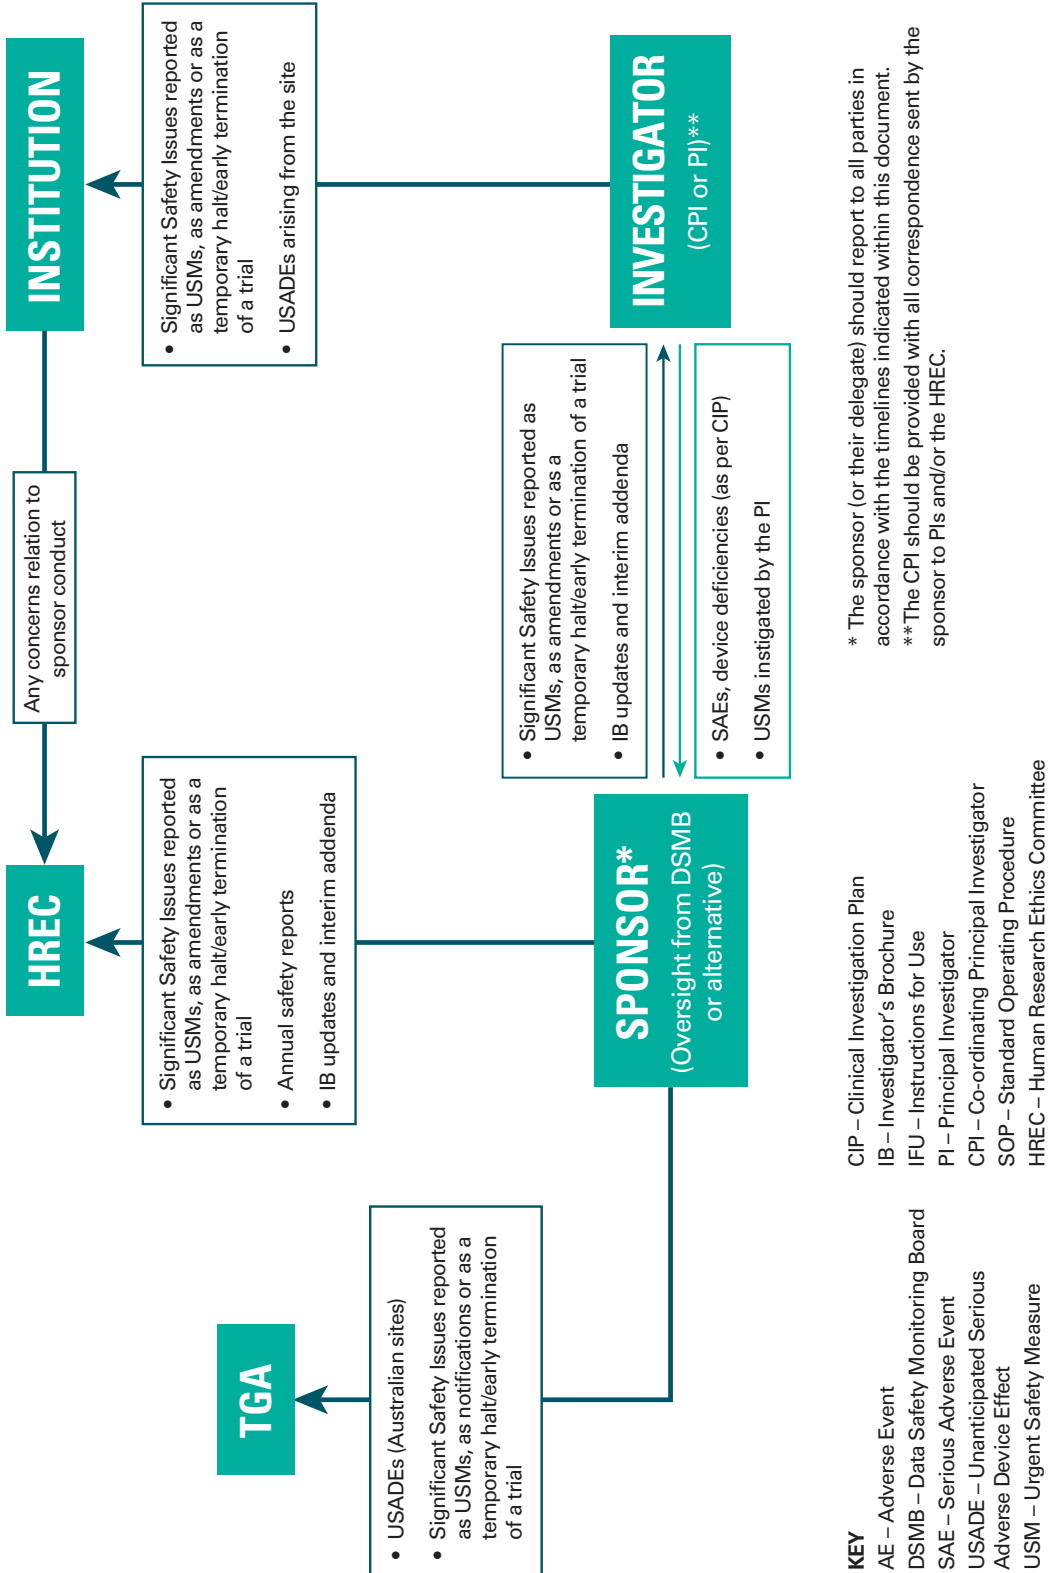 TGA
• USADEs (Australian sites)
• Significant Safety Issues reported
as USMs, as notifications or as a
temporary halt/early termination
of a trial
HREC
• Significant Safety Issues reported
as USMs, as amendments or as a
temporary halt/early termination
of a trial
• Annual safety reports
• IB updates and interim addenda
Any concerns relation to
sponsor conduct
INSTITUTION
• Significant Safety Issues reported
as USMs, as amendments or as a
temporary halt/early termination
of a trial
• USADEs arising from the site
SPONSOR*
(Oversight from DSMB
or alternative)
• Significant Safety Issues reported as
USMs, as amendments or as a
temporary halt/early termination of a trial
• IB updates and interim addenda
• SAEs, device deficiencies (as per CIP)
• USMs instigated by the PI
INVESTIGATOR
(CPI or PI)**
KEY
AE – Adverse Event
DSMB – Data Safety Monitoring Board
SAE – Serious Adverse Event
USADE – Unanticipated Serious
Adverse Device Effect
USM – Urgent Safety Measure
CIP – Clinical Investigation Plan
IB – Investigator’s Brochure
IFU – Instructions for Use
PI – Principal Investigator
CPI – Co-ordinating Principal Investigator
SOP – Standard Operating Procedure
HREC – Human Research Ethics Committee
* The sponsor (or their delegate) should report to all parties in
accordance with the timelines indicated within this document.
**The CPI should be provided with all correspondence sent by the
sponsor to PIs and/or the HREC.